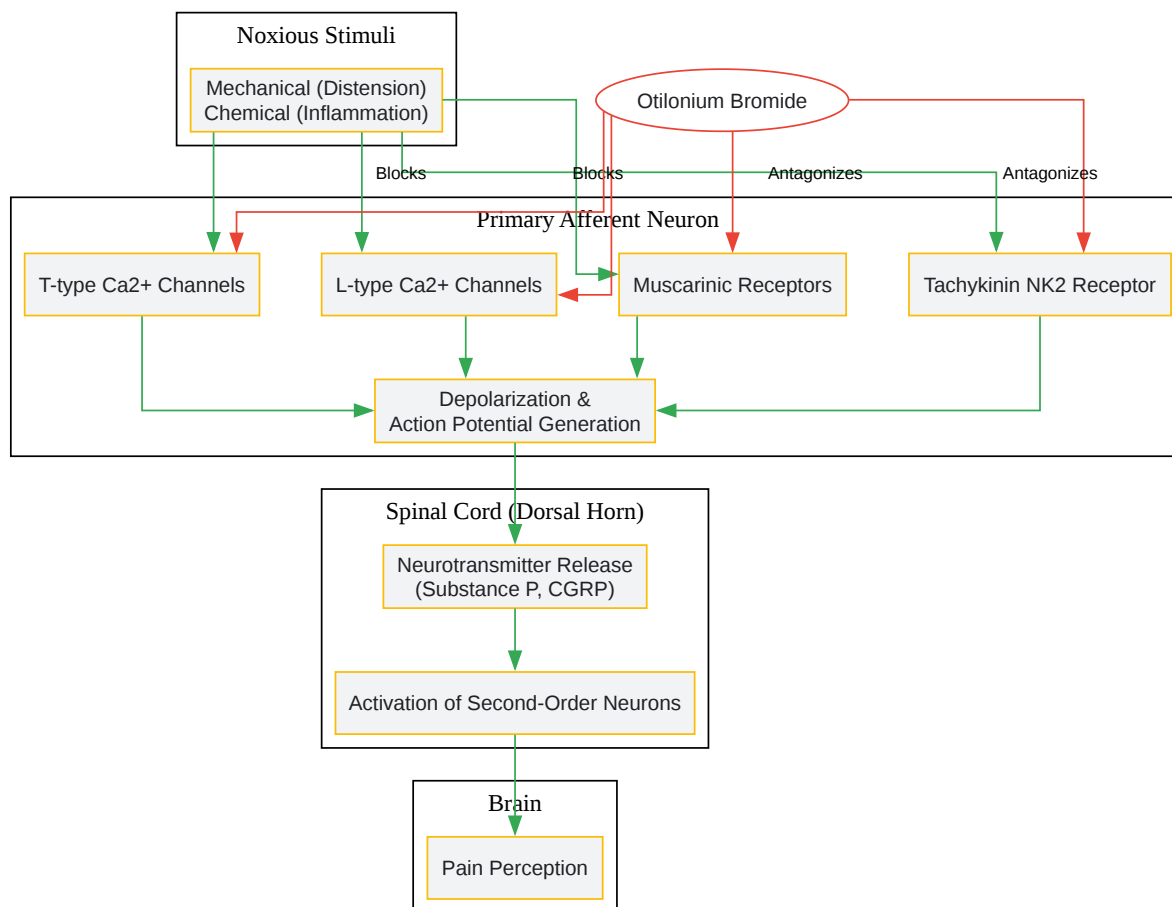 Noxious Stimuli
Mechanical (Distension)
Chemical (Inflammation)
Otilonium Bromide
Blocks
Blocks
Antagonizes
Antagonizes
Primary Afferent Neuron
T-type Ca2+ Channels
L-type Ca2+ Channels
Muscarinic Receptors
Tachykinin NK2 Receptor
Depolarization &
Action Potential Generation
Spinal Cord (Dorsal Horn)
Neurotransmitter Release
(Substance P, CGRP)
Activation of Second-Order Neurons
Brain
Pain Perception